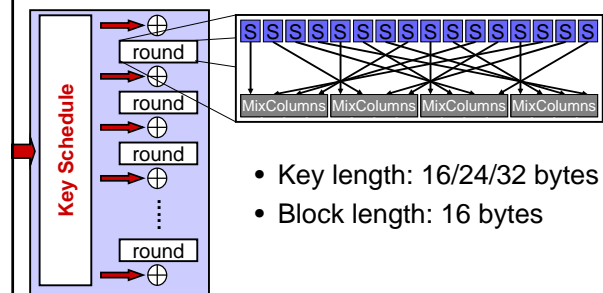 S S S S S S S S S S S S S S S S
round
MixColumns MixColumns MixColumns MixColumns
round
Key Schedule
round
• Key length: 16/24/32 bytes
• Block length: 16 bytes
round